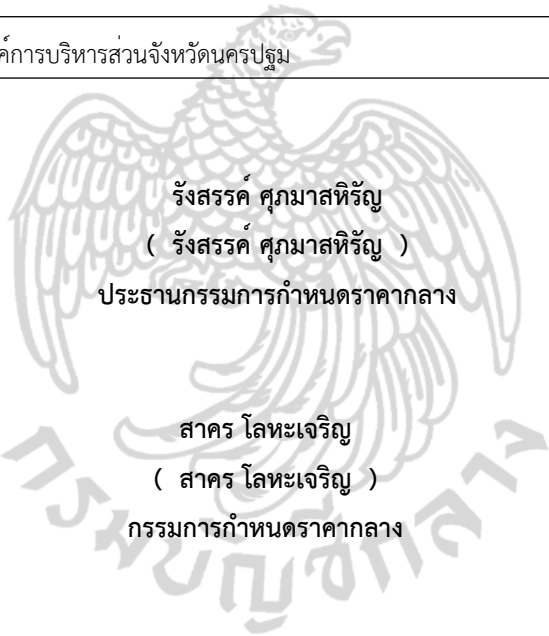 ค์การบริหารส่วนจังหวัดนครปฐม
รังสรรค์ ศุภมาสหิรัญ
( รังสรรค์ ศุภมาสหิรัญ )
ประธานกรรมการกำหนดราคากลาง
สาคร โลหะเจริญ
( สาคร โลหะเจริญ )
กรรมการกำหนดราคากลาง
กรมบัญชีกลาง